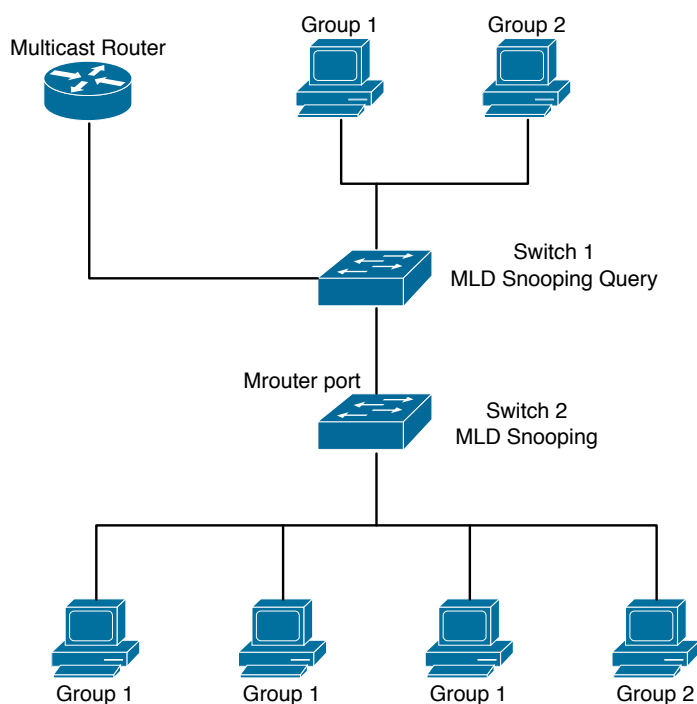 Group 1
Group 2
Multicast Router
Switch 1
MLD Snooping Query
Mrouter port
Switch 2
MLD Snooping
Group 1
Group 1
Group 1
Group 2